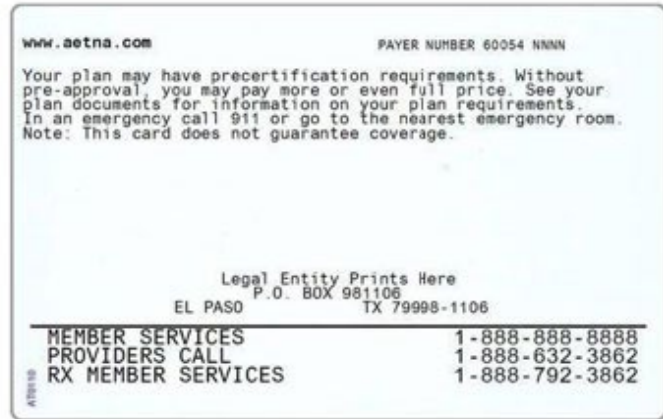 www.aetna.com PAYER NUMBER 60054 NNNN
Your plan may have precertification requirements. Without
pre-approval, you may pay more or even full price. See your
plan documents for information on your plan requirements.
In an emergency call 911 or go to the nearest emergency room.
Note: This card does not guarantee coverage.
Legal Entity Prints Here
P.O. BOX 981106
EL PASO TX 79998-1106
MEMBER SERVICES 1-888-888-8888
PROVIDERS CALL 1-888-632-3862
RX MEMBER SERVICES 1-888-792-3862
AT0110